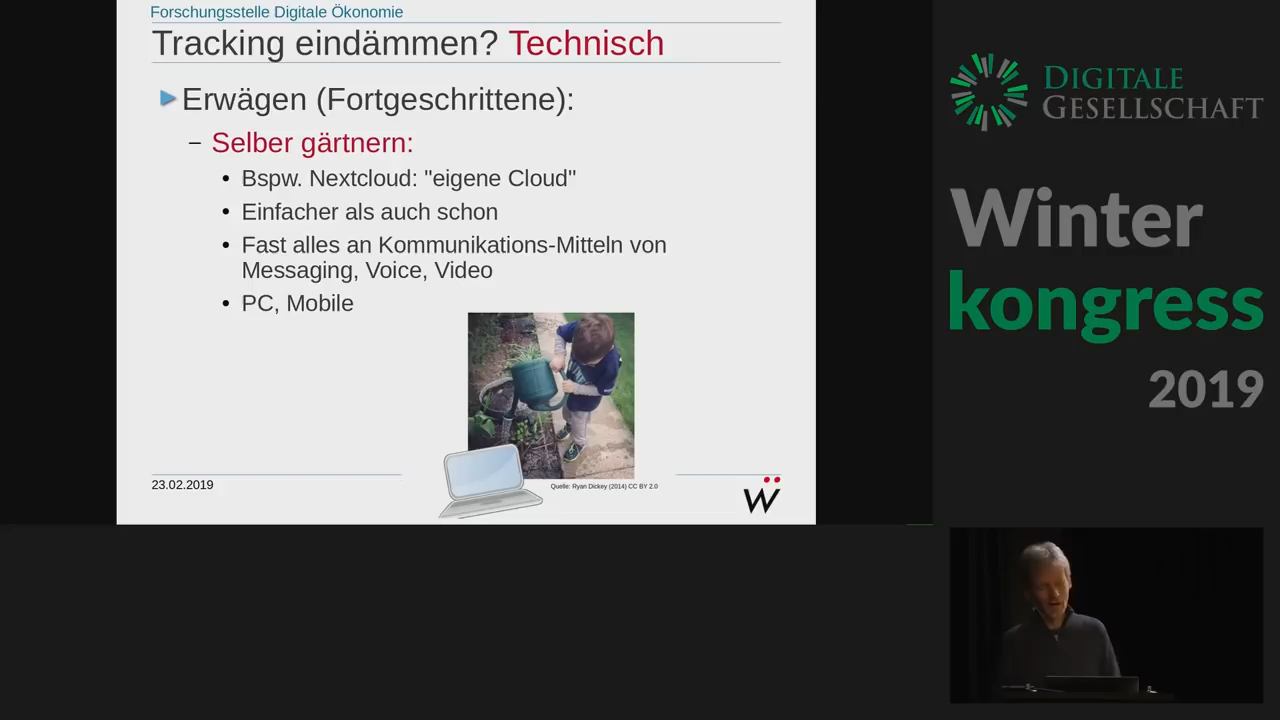 Forschungsstelle Digitale Ökonomie
Tracking eindämmen? Technisch
Erwägen (Fortgeschrittene):
– Selber gärtnern:
• Bspw. Nextcloud: "eigene Cloud"
• Einfacher als auch schon
• Fast alles an Kommunikations-Mitteln von
Messaging, Voice, Video
• PC, Mobile
23.02.2019
Quelle: Ryan Dickey (2014) CC BY 2.0
Ẅ
DIGITALE
GESELLSCHAFT
Winter
kongress
2019